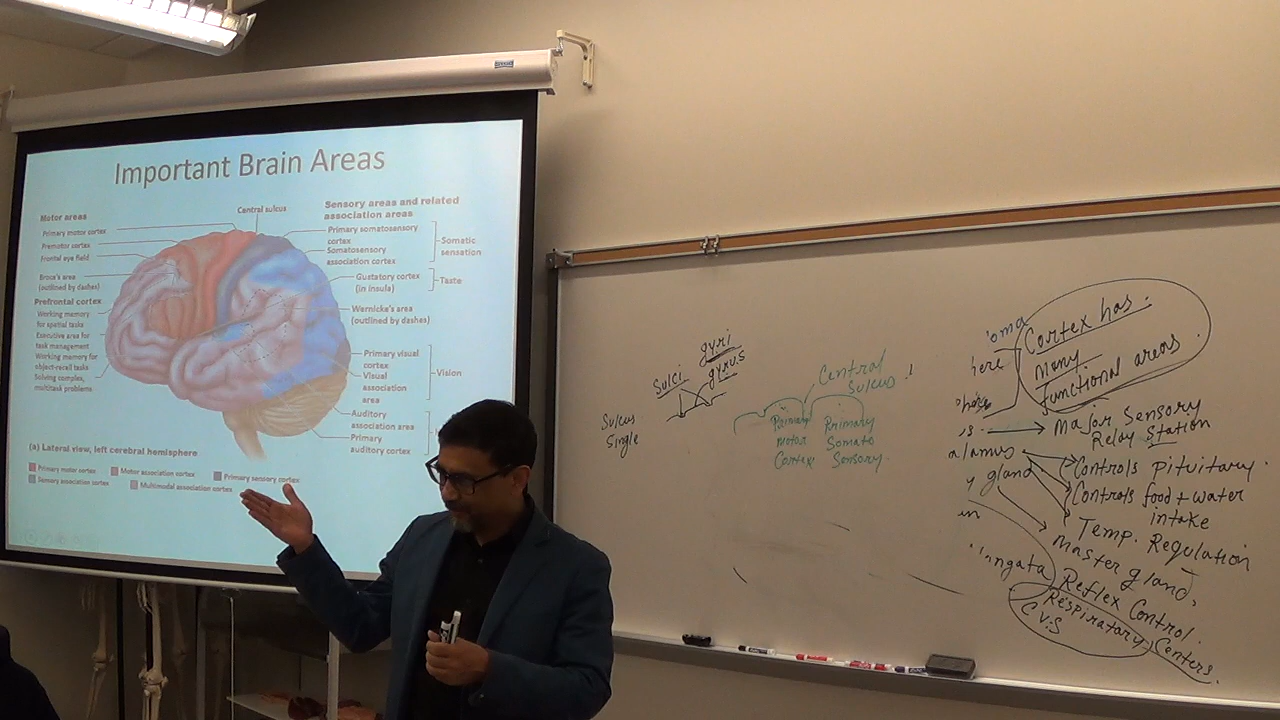 Important Brain Areas
Motor areas
Primary motor cortex
Premotor cortex
Frontal eye field
Broca's area
(outlined by dashes)
Prefrontal cortex
Working memory
for spatial tasks
Executive area for
task management
Working memory for
object-recall tasks
Solving complex,
multitask problems
Central sulcus
Sensory areas and related
association areas
Primary somatosensory
cortex
Somatosensory
association cortex
Somatic
sensation
Gustatory cortex
(in insula)
Taste
Wernicke's area
(outlined by dashes)
Primary visual
cortex
Visual
association
area
Vision
Auditory
association area
Primary
auditory cortex
(a) Lateral view, left cerebral hemisphere
Primary motor cortex
Motor association cortex
Primary sensory cortex
Sensory association cortex
Multimodal association cortex
gyri
gyrus
Sulci
Sulcus
Single
Central
Sulcus !
Primary
motor
Cortex
Primary
Somato
Sensory.
Cortex has
many
functional areas.
here
is
Major Sensory
Relay Station
alamus
gland
Controls pituitary.
Controls food + water
intake
Temp. Regulation
master gland,
ongata
Reflex Control.
Respiratory
C.V.S
Centers.